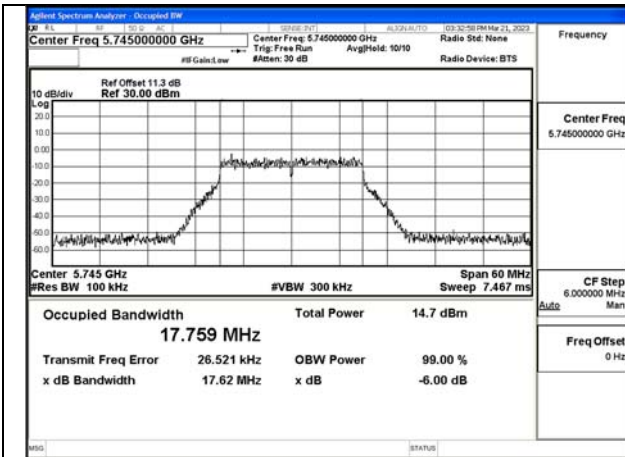 Agilent Spectrum Analyzer - Occupied BW
RL RF 50 Ω AC SENSE:INT ALIGN AUTO 03:32:58 PM Mar 21, 2023
Center Freq 5.745000000 GHz
Center Freq: 5.745000000 GHz
Radio Std: None
Trig: Free Run Avg|Hold: 10/10
#IFGain:Low #Atten: 30 dB Radio Device: BTS
Frequency
Ref Offset 11.3 dB
10 dB/div Ref 30.00 dBm
Log
20.0
10.0
0.00
-10.0
-20.0
-30.0
-40.0
-50.0
-60.0
Center 5.745 GHz Span 60 MHz
#Res BW 100 kHz #VBW 300 kHz Sweep 7.467 ms
Occupied Bandwidth Total Power 14.7 dBm
17.759 MHz
Transmit Freq Error 26.521 kHz OBW Power 99.00 %
x dB Bandwidth 17.62 MHz x dB -6.00 dB
Center Freq
5.745000000 GHz
CF Step
6.000000 MHz
Auto Man
Freq Offset
0 Hz
MSG STATUS